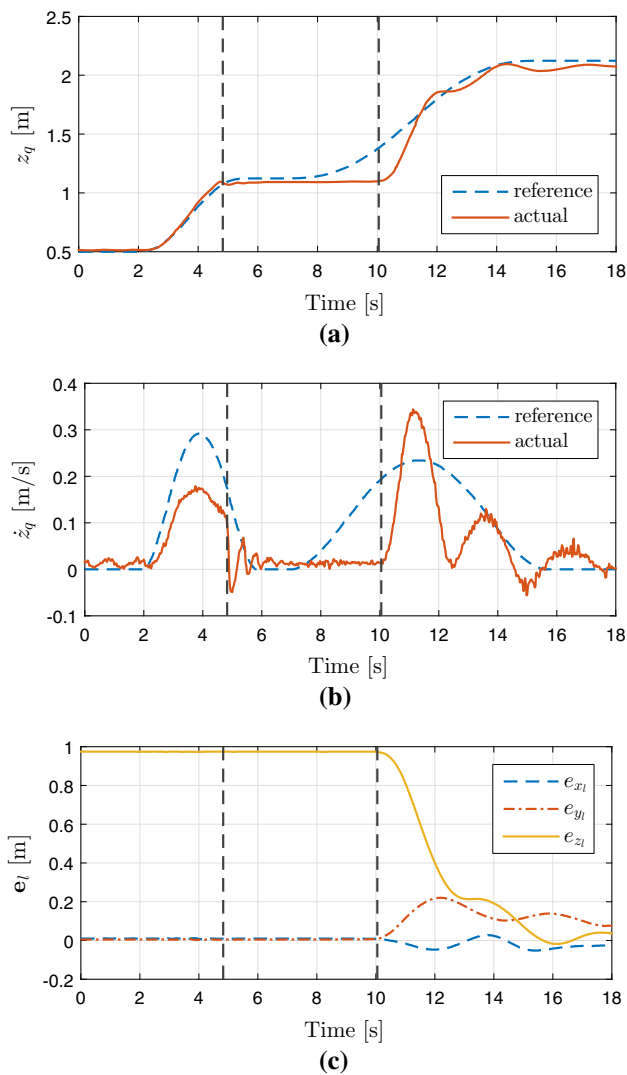 2.5
2
1.5
1
0.5
z_q [m]
reference
actual
0 2 4 6 8 10 12 14 16 18
Time [s]
(a)
0.4
0.3
0.2
0.1
0
-0.1
ż_q [m/s]
reference
actual
0 2 4 6 8 10 12 14 16 18
Time [s]
(b)
1
0.8
0.6
0.4
0.2
0
-0.2
e_l [m]
e_{x_l}
e_{y_l}
e_{z_l}
0 2 4 6 8 10 12 14 16 18
Time [s]
(c)